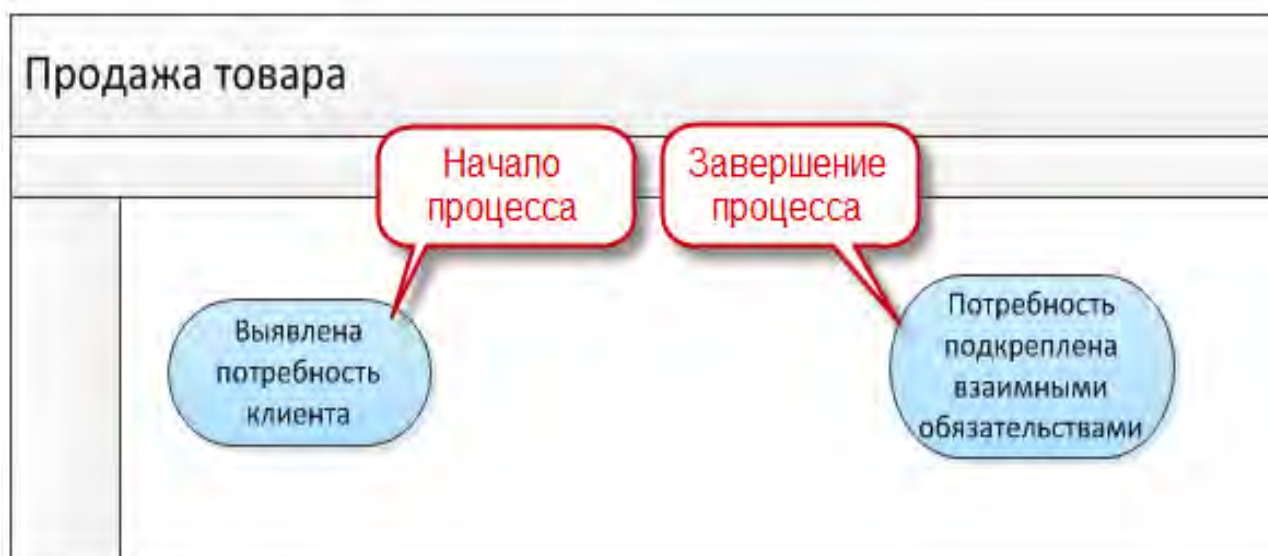 Продажа товара
Начало
процесса
Завершение
процесса
Выявлена
потребность
клиента
Потребность
подкреплена
взаимными
обязательствами